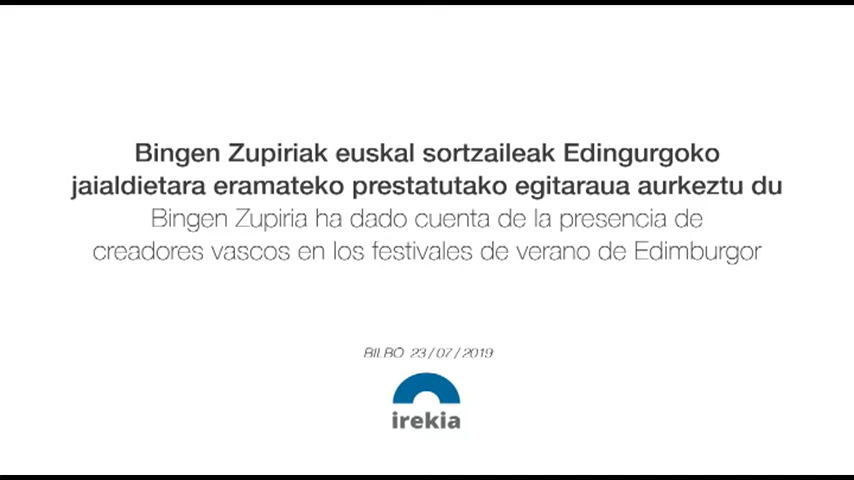 Bingen Zupiriak euskal sortzaileak Edingurgoko
jaialdietara eramateko prestatutako egitaraua aurkeztu du
Bingen Zupiria ha dado cuenta de la presencia de
creadores vascos en los festivales de verano de Edimburgor
BILBO 23/07/2019
irekia